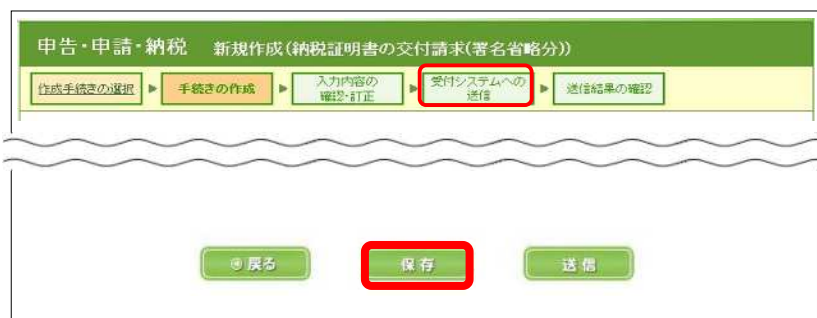 申告・申請・納税 新規作成(納税証明書の交付請求(署名省略分))
作成手続きの選択 ▶ 手続きの作成 ▶ 入力内容の確認・訂正 ▶ 受付システムへの送信 ▶ 送信結果の確認
戻る 保存 送信